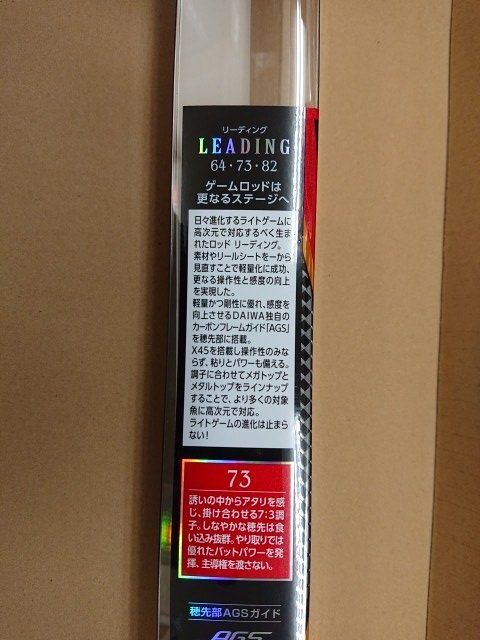 リーディング
LEADING
64・73・82
ゲームロッドは
更なるステージへ
日々進化するライトゲームに
高次元で対応するべく生ま
れたロッド リーディング。
素材やリールシートを一から
見直すことで軽量化に成功、
更なる操作性と感度の向上
を実現した。
軽量かつ剛性に優れ、感度を
向上させるDAIWA独自の
カーボンフレームガイド「AGS」
を穂先部に搭載。
X45を搭載し操作性のみな
らず、粘りとパワーも備える。
調子に合わせてメガトップと
メタルトップをラインナップ
することで、より多くの対象
魚に高次元で対応。
ライトゲームの進化は止まら
ない!
73
誘いの中からアタリを感
じ、掛け合わせる7:3調
子。しなやかな穂先は食
い込み抜群。やり取りでは
優れたバットパワーを発
揮、主導権を渡さない。
穂先部AGSガイド
AGS